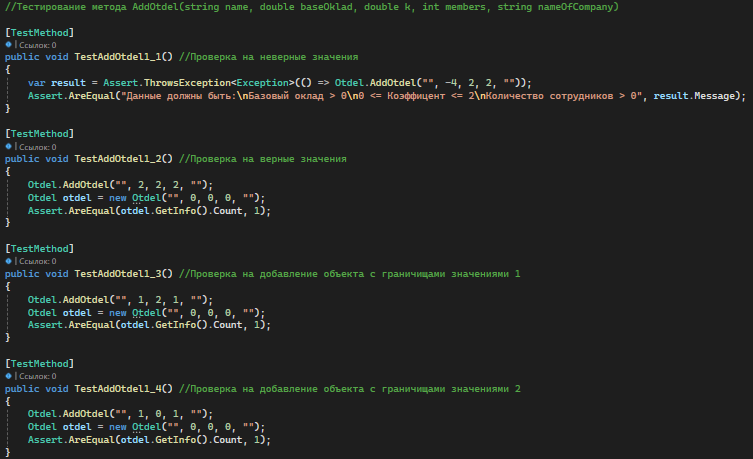 //Тестирование метода AddOtdel(string name, double baseOklad, double k, int members, string nameOfCompany)
[TestMethod]
| Ссылок: 0
public void TestAddOtdel1_1() //Проверка на неверные значения
{
var result = Assert.ThrowsException<Exception>(() => Otdel.AddOtdel("", -4, 2, 2, ""));
Assert.AreEqual("Данные должны быть:\nБазовый оклад > 0\n0 <= Коэффицент <= 2\nКоличество сотрудников > 0", result.Message);
}
[TestMethod]
| Ссылок: 0
public void TestAddOtdel1_2() //Проверка на верные значения
{
Otdel.AddOtdel("", 2, 2, 2, "");
Otdel otdel = new Otdel("", 0, 0, 0, "");
Assert.AreEqual(otdel.GetInfo().Count, 1);
}
[TestMethod]
| Ссылок: 0
public void TestAddOtdel1_3() //Проверка на добавление объекта с граничищами значениями 1
{
Otdel.AddOtdel("", 1, 2, 1, "");
Otdel otdel = new Otdel("", 0, 0, 0, "");
Assert.AreEqual(otdel.GetInfo().Count, 1);
}
[TestMethod]
| Ссылок: 0
public void TestAddOtdel1_4() //Проверка на добавление объекта с граничищами значениями 2
{
Otdel.AddOtdel("", 1, 0, 1, "");
Otdel otdel = new Otdel("", 0, 0, 0, "");
Assert.AreEqual(otdel.GetInfo().Count, 1);
}